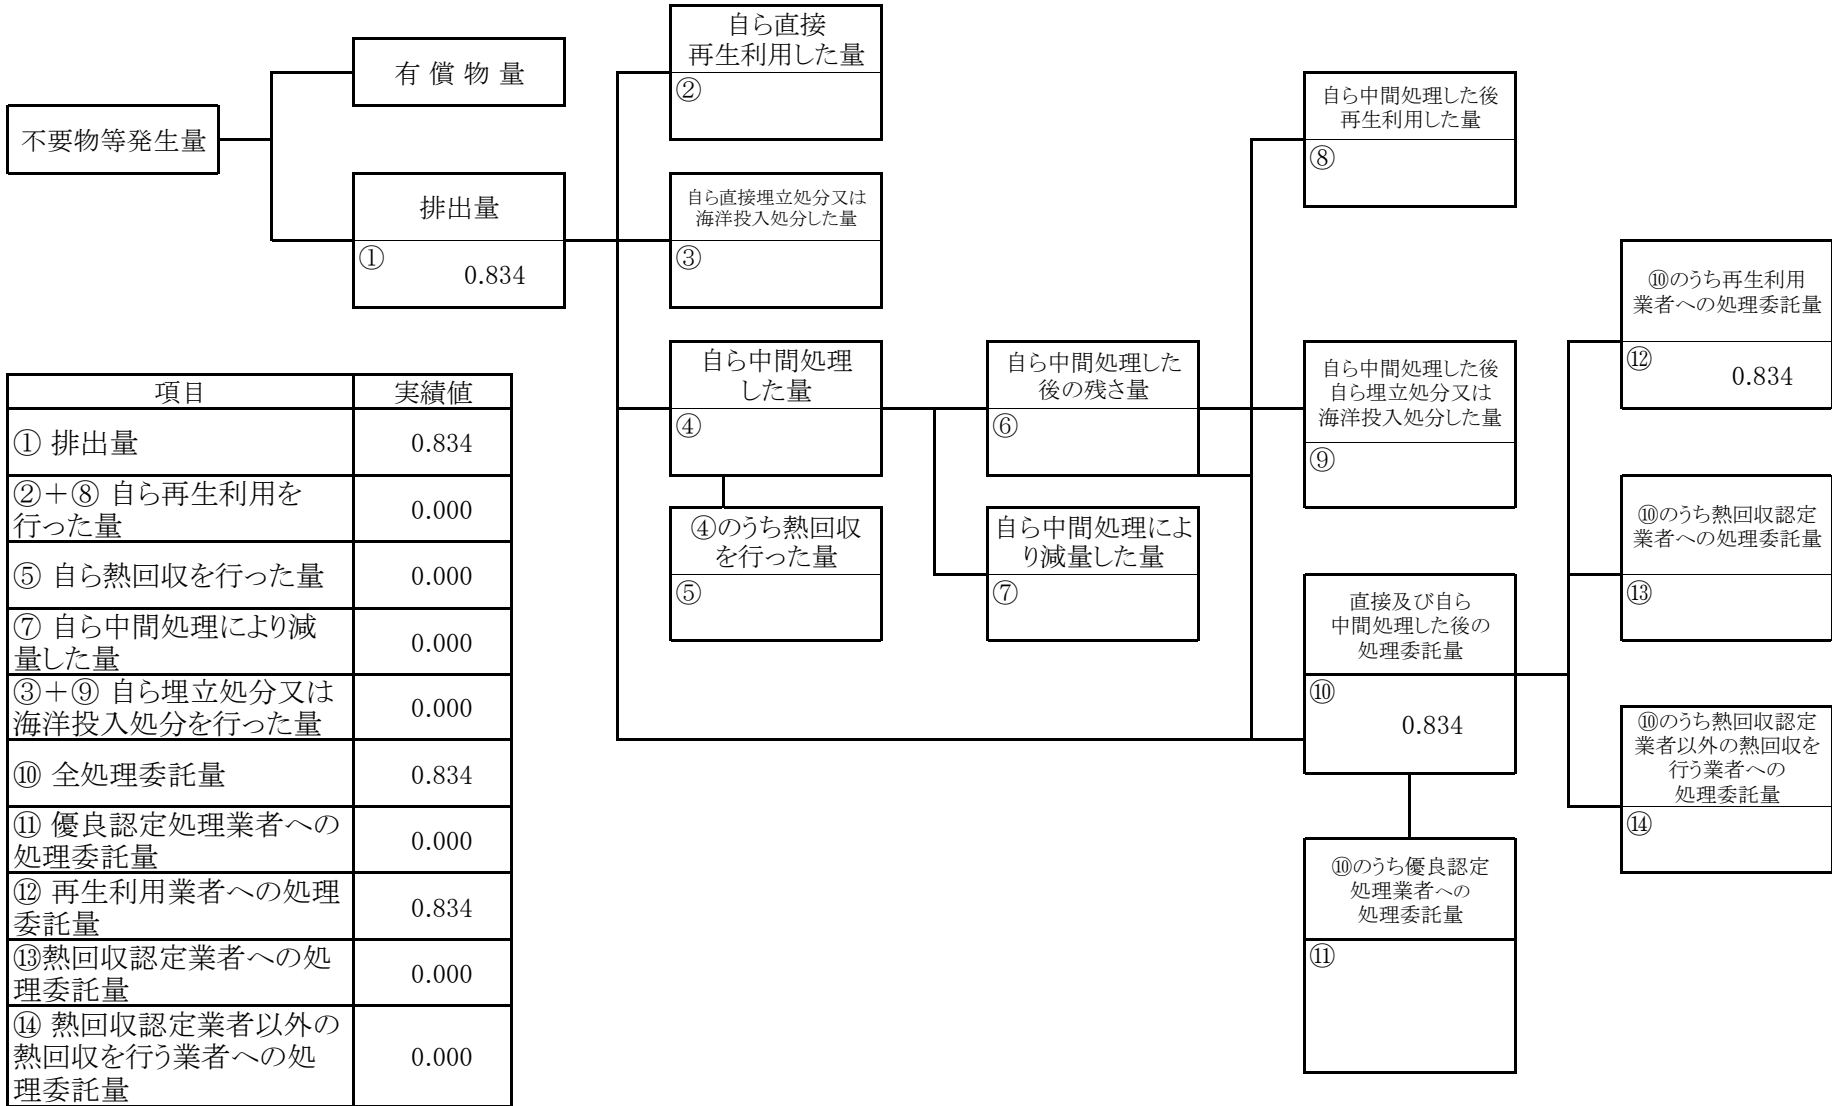 不要物等発生量
有償物量
排出量
①
0.834
自ら直接
再生利用した量
②
自ら直接埋立処分又は
海洋投入処分した量
③
自ら中間処理
した量
④
④のうち熱回収
を行った量
⑤
自ら中間処理した
後の残さ量
⑥
自ら中間処理によ
り減量した量
⑦
自ら中間処理した後
再生利用した量
⑧
自ら中間処理した後
自ら埋立処分又は
海洋投入処分した量
⑨
直接及び自ら
中間処理した後の
処理委託量
⑩
0.834
⑩のうち優良認定
処理業者への
処理委託量
⑪
⑩のうち再生利用
業者への処理委託量
⑫
0.834
⑩のうち熱回収認定
業者への処理委託量
⑬
⑩のうち熱回収認定
業者以外の熱回収を
行う業者への
処理委託量
⑭
項目 実績値
① 排出量 0.834
②＋⑧ 自ら再生利用を
行った量 0.000
⑤ 自ら熱回収を行った量 0.000
⑦ 自ら中間処理により減
量した量 0.000
③＋⑨ 自ら埋立処分又は
海洋投入処分を行った量 0.000
⑩ 全処理委託量 0.834
⑪ 優良認定処理業者への
処理委託量 0.000
⑫ 再生利用業者への処理
委託量 0.834
⑬熱回収認定業者への処
理委託量 0.000
⑭ 熱回収認定業者以外の
熱回収を行う業者への処
理委託量 0.000